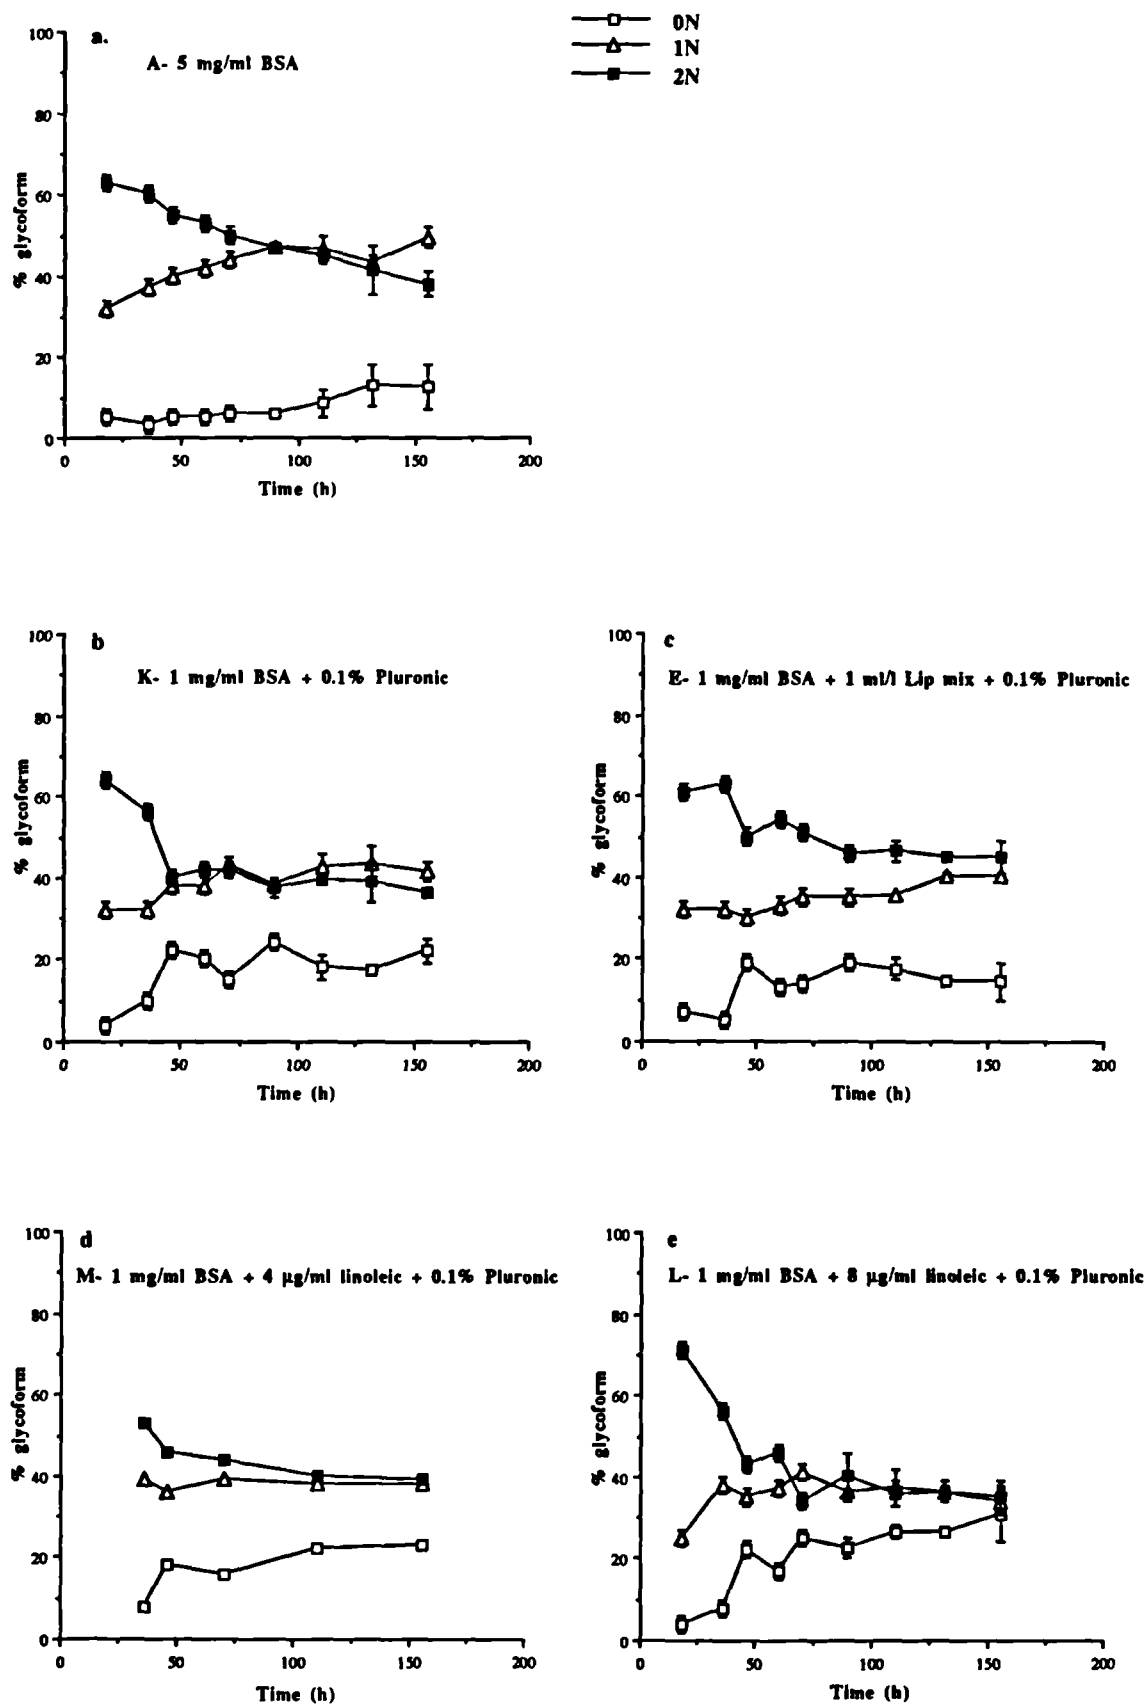 0N
1N
2N
a.
A- 5 mg/ml BSA
% glycoform
100
80
60
40
20
0
0 50 100 150 200
Time (h)
b
K- 1 mg/ml BSA + 0.1% Pluronic
% glycoform
100
80
60
40
20
0
0 50 100 150 200
Time (h)
c
E- 1 mg/ml BSA + 1 ml/l Lip mix + 0.1% Pluronic
% glycoform
100
80
60
40
20
0
0 50 100 150 200
Time (h)
d
M- 1 mg/ml BSA + 4 µg/ml linoleic + 0.1% Pluronic
% glycoform
100
80
60
40
20
0
0 50 100 150 200
Time (h)
e
L- 1 mg/ml BSA + 8 µg/ml linoleic + 0.1% Pluronic
% glycoform
100
80
60
40
20
0
0 50 100 150 200
Time (h)